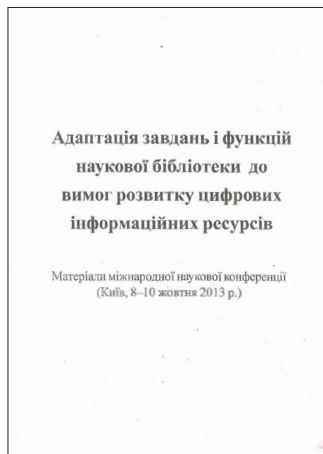 Адаптація завдань і функцій
наукової бібліотеки до
вимог розвитку цифрових
інформаційних ресурсів
Матеріали міжнародної наукової конференції
(Київ, 8–10 жовтня 2013 р.)